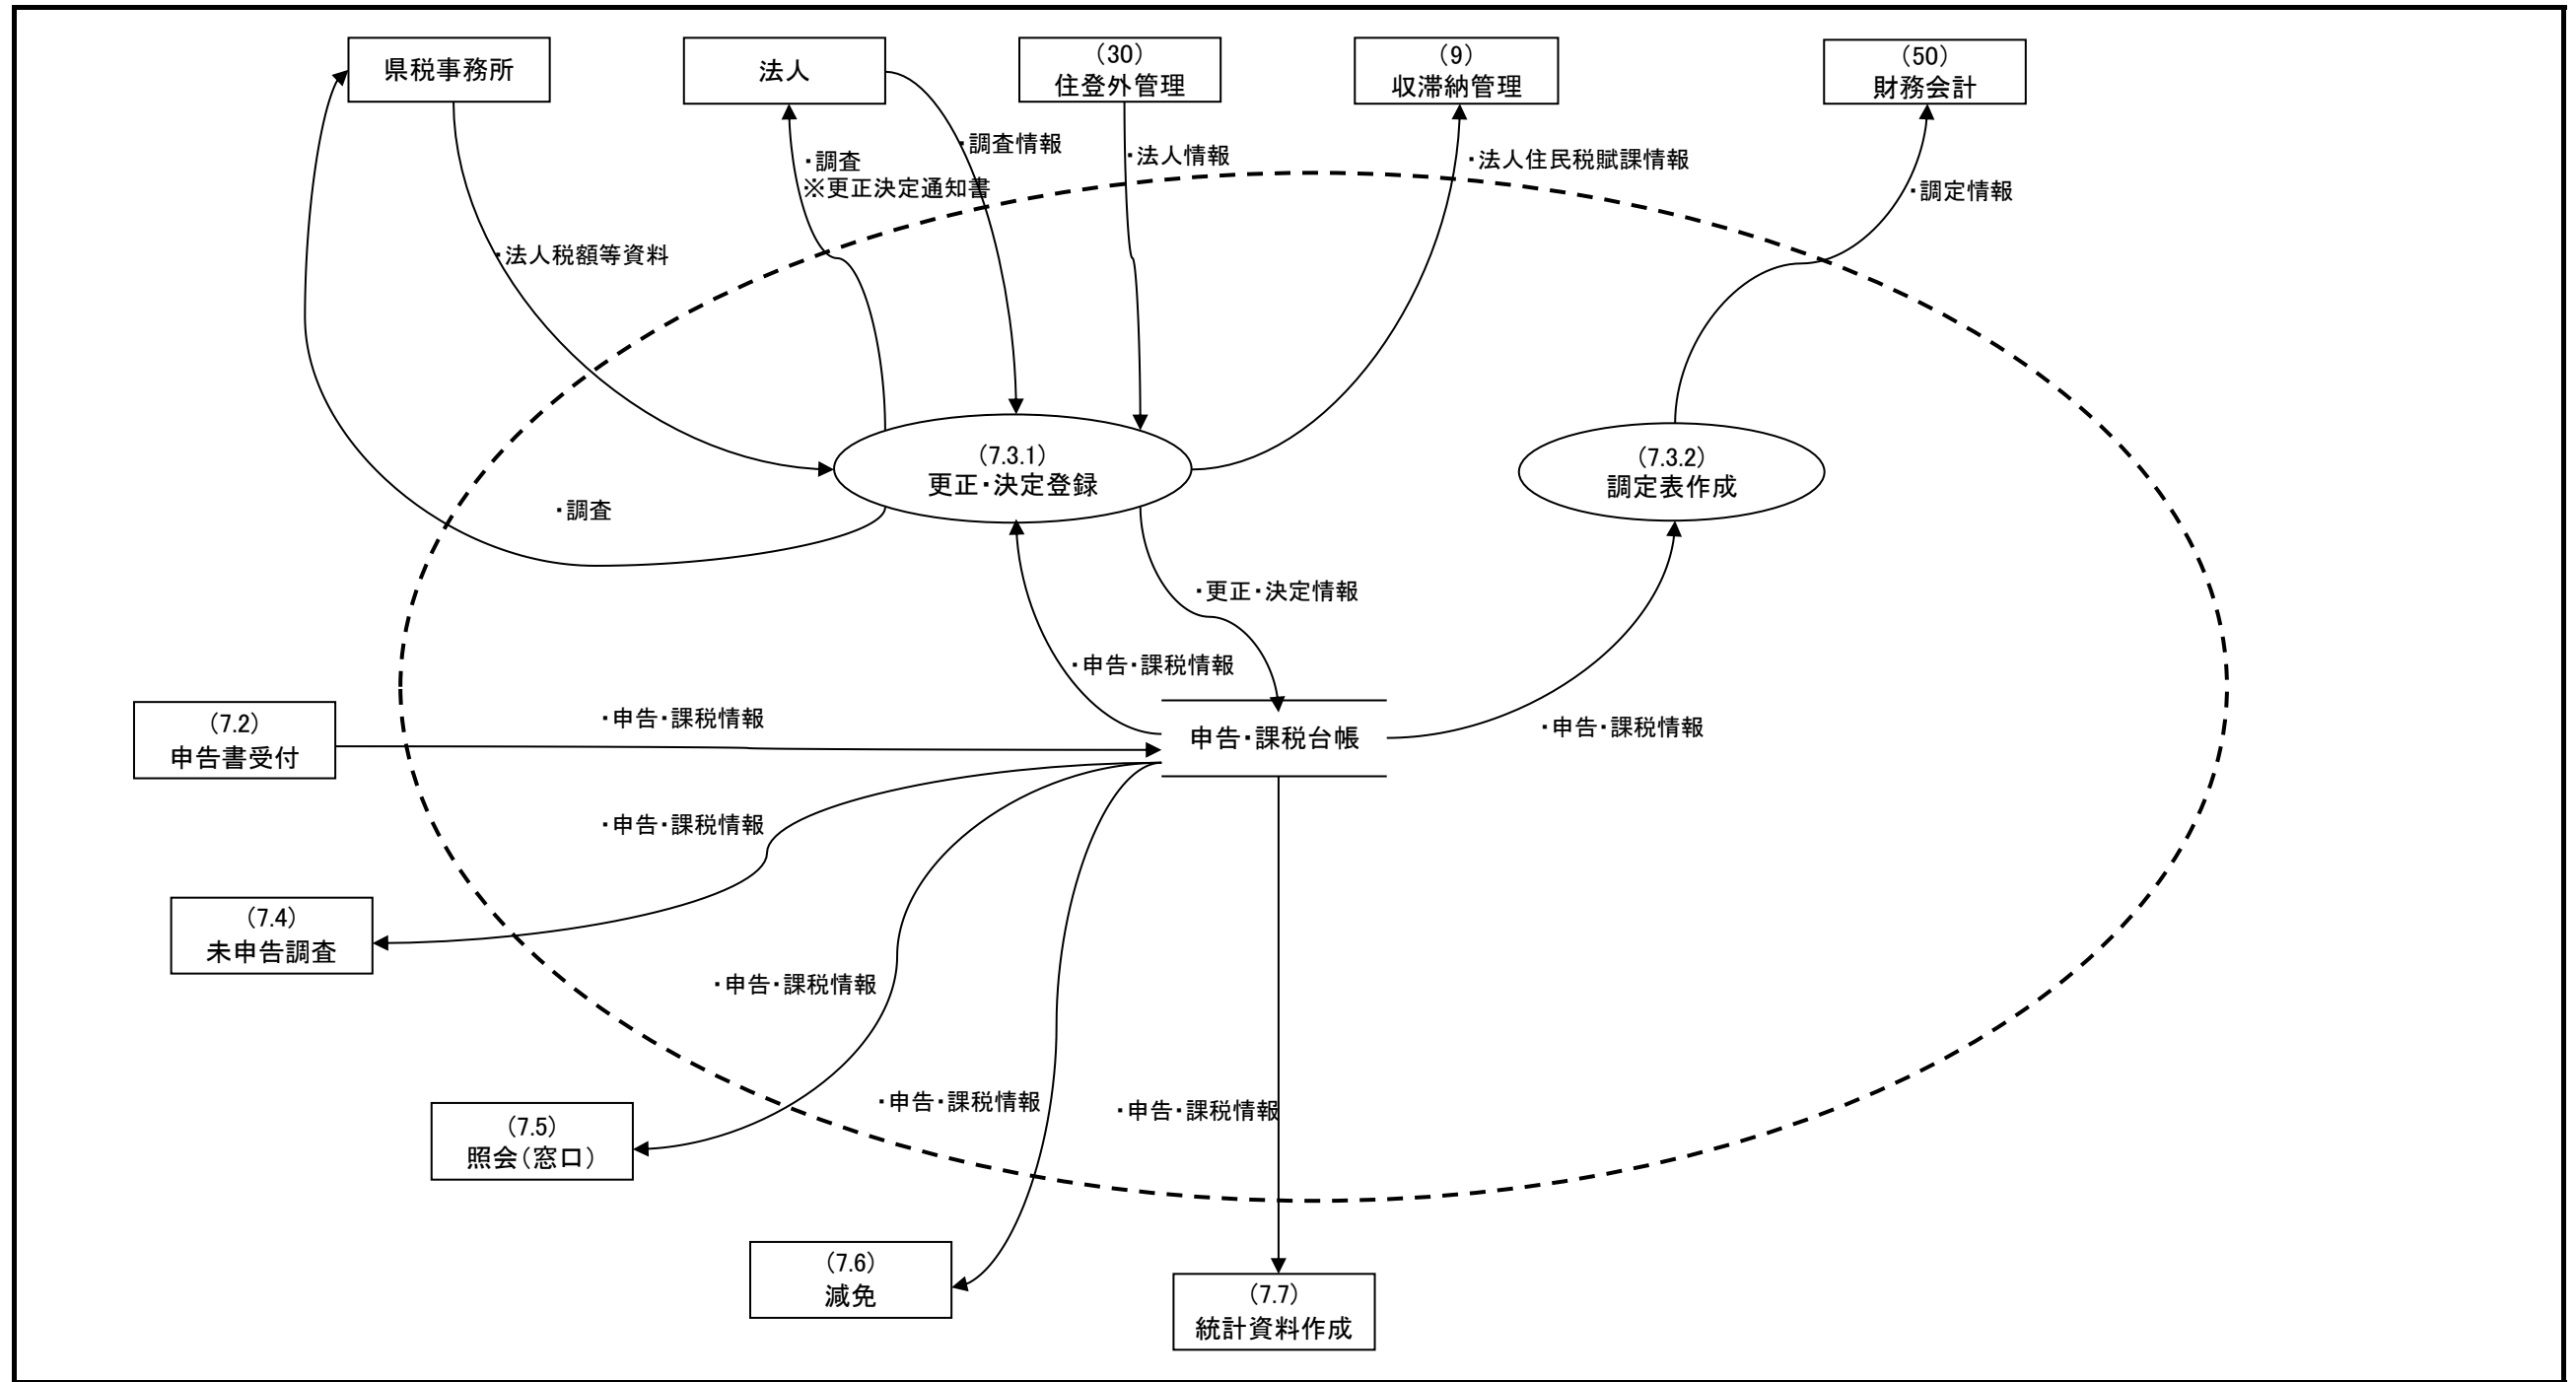 県税事務所
法人
（30）
住登外管理
（9）
収滞納管理
（50）
財務会計
・調査情報
・調査
※更正決定通知書
・法人情報
・法人住民税賦課情報
・調定情報
・法人税額等資料
（7.3.1）
更正・決定登録
（7.3.2）
調定表作成
・調査
・更正・決定情報
・申告・課税情報
（7.2）
申告書受付
・申告・課税情報
申告・課税台帳
・申告・課税情報
・申告・課税情報
（7.4）
未申告調査
・申告・課税情報
（7.5）
照会（窓口）
・申告・課税情報
・申告・課税情報
（7.6）
減免
（7.7）
統計資料作成